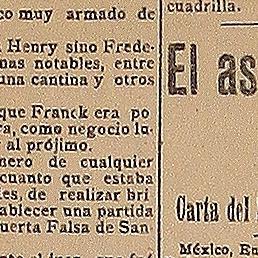 muy armado de
Henry sino Frede-
nas notables, entre
una cantina y otros
que Franck era po
ra, como negocio lu-
al prójimo.
nero de cualquier
cuanto que estaba
es, de realizar bri
ablecer una partida
uerta Falsa de San
cuadrilla.
El as
Carta del
México, En